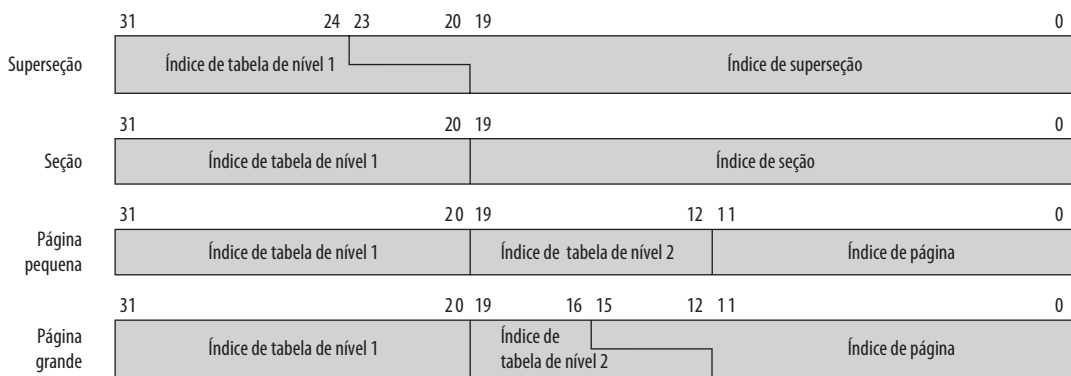 31 24 23 20 19 0
Superseção
Índice de tabela de nível 1
Índice de superseção
31 20 19 0
Seção
Índice de tabela de nível 1
Índice de seção
31 20 19 12 11 0
Página
pequena
Índice de tabela de nível 1
Índice de tabela de nível 2
Índice de página
31 20 19 16 15 12 11 0
Página
grande
Índice de tabela de nível 1
Índice de
tabela de nível 2
Índice de página